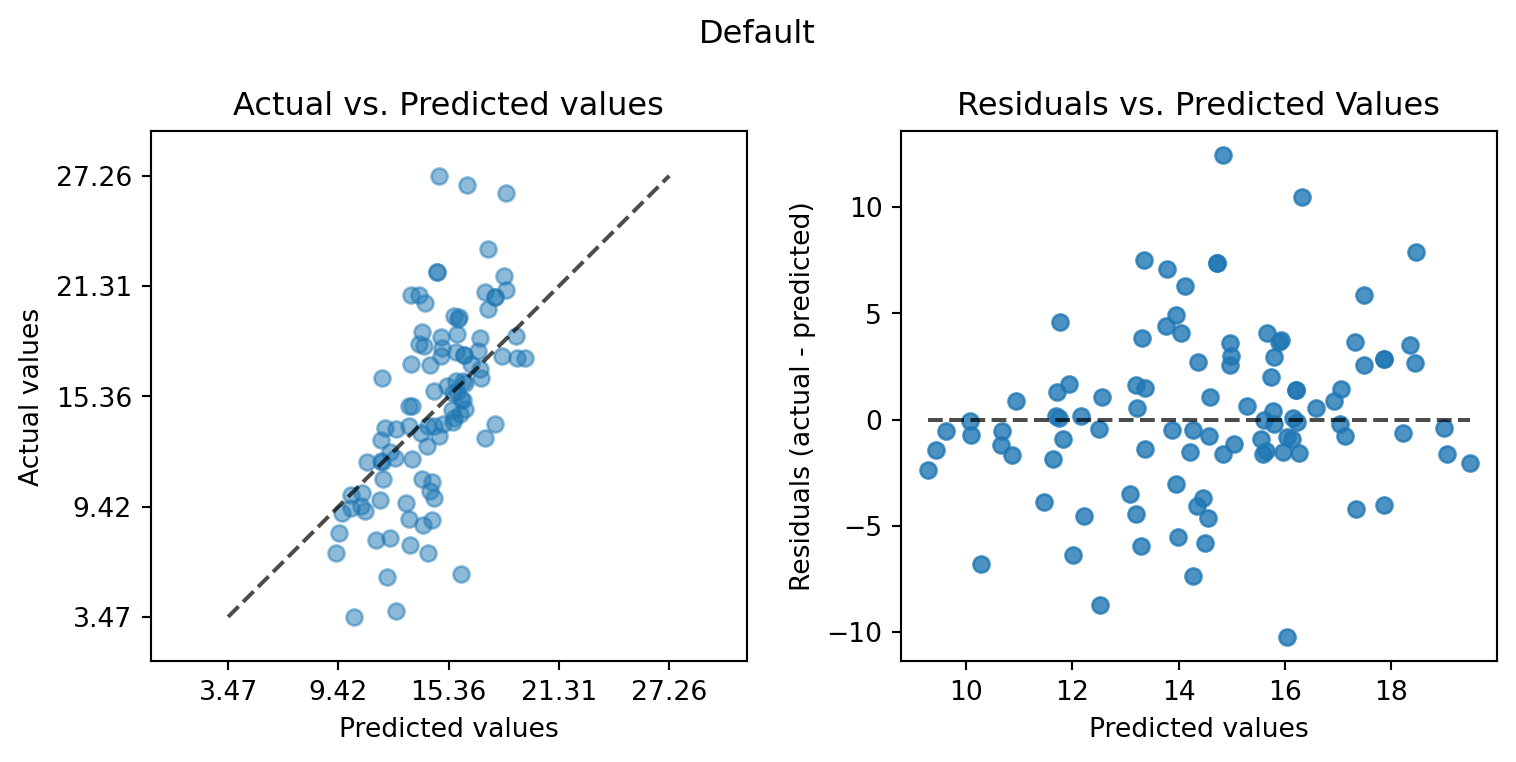 Default
Actual vs. Predicted values
Actual values
27.26
21.31
15.36
9.42
3.47
3.47 9.42 15.36 21.31 27.26
Predicted values
Residuals vs. Predicted Values
Residuals (actual - predicted)
10
5
0
−5
−10
10 12 14 16 18
Predicted values